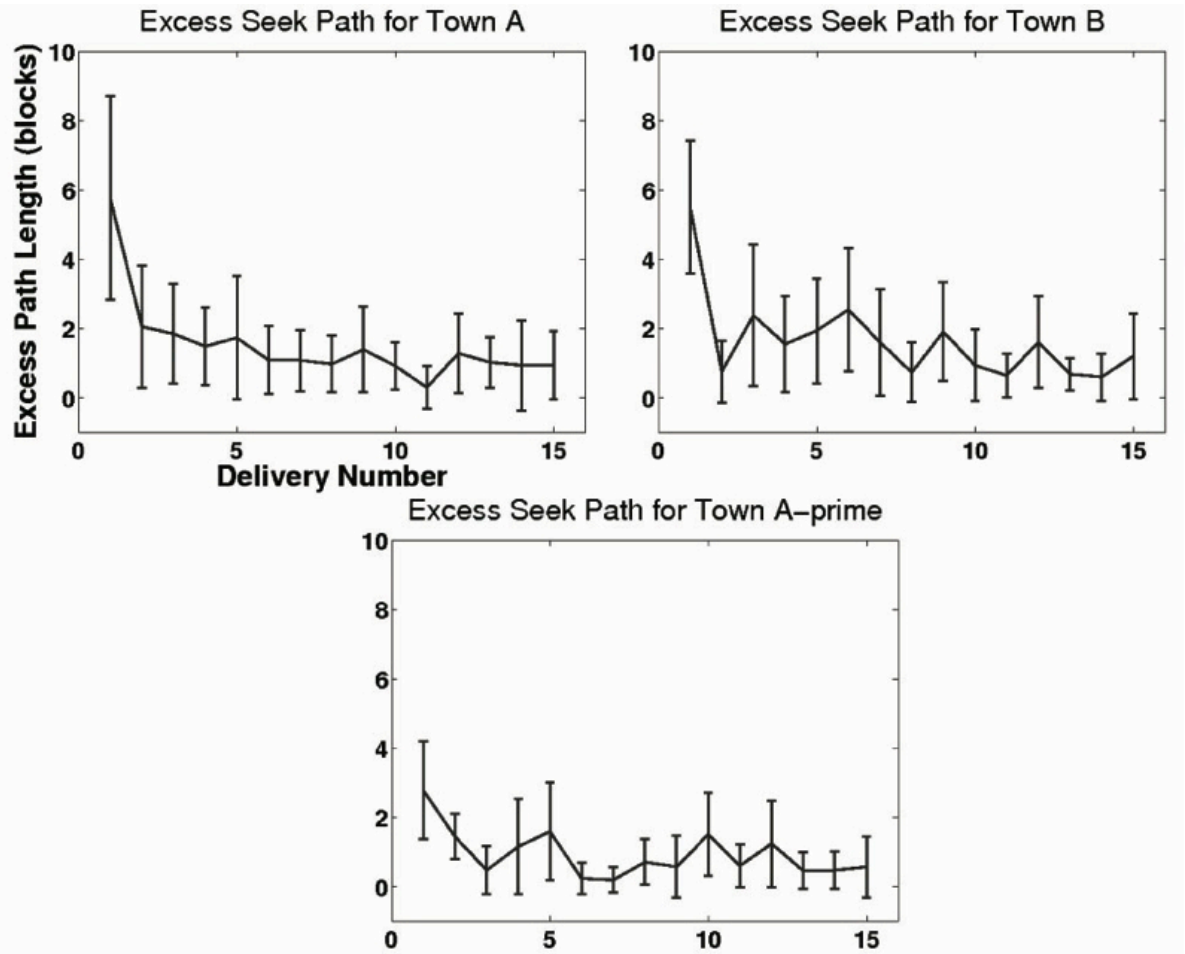 Excess Seek Path for Town A
Excess Path Length (blocks)
10
8
6
4
2
0
0 5 10 15
Delivery Number
Excess Seek Path for Town B
10
8
6
4
2
0
0 5 10 15
Excess Seek Path for Town A-prime
10
8
6
4
2
0
0 5 10 15